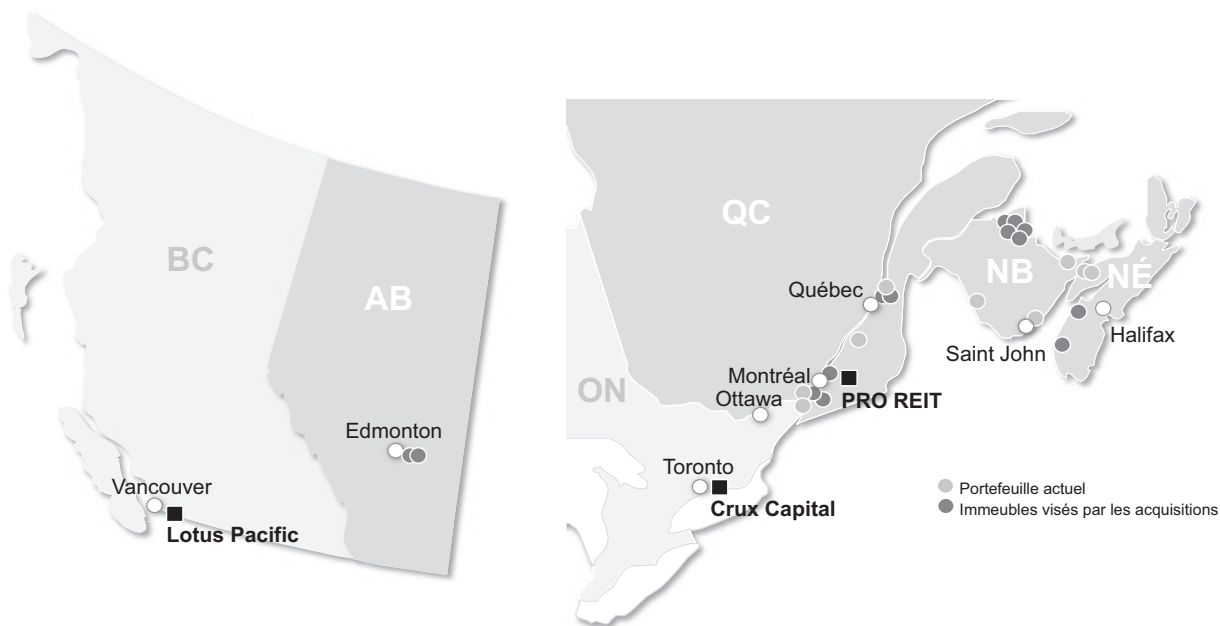 BC
AB
Edmonton
Vancouver
Lotus Pacific
QC
NB
NÉ
Québec
Halifax
Saint John
Montréal
Ottawa
ON
PRO REIT
Toronto
Crux Capital
Portefeuille actuel
Immeubles visés par les acquisitions